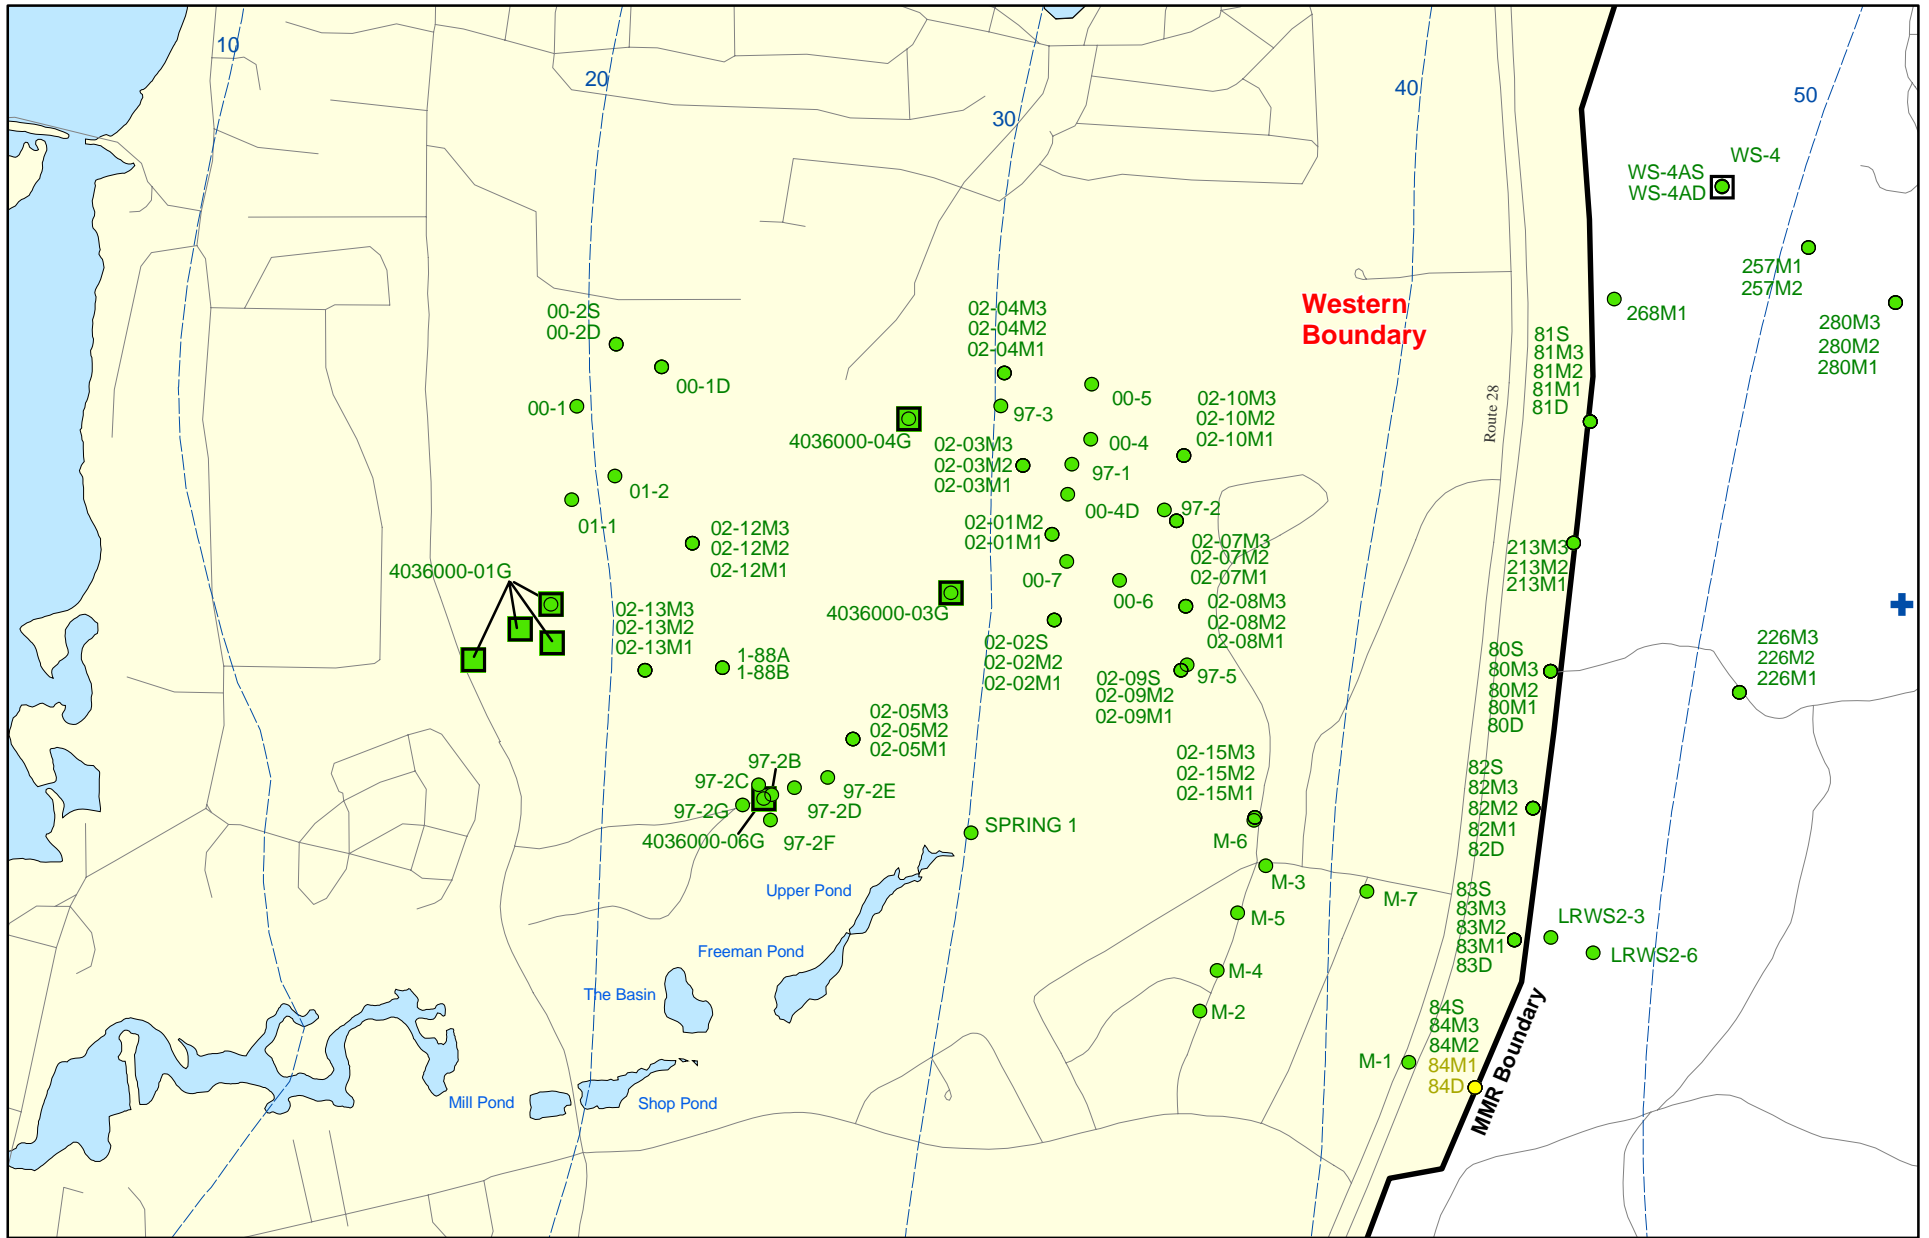 10
20
30
40
50
WS-4
WS-4AS
WS-4AD
257M1
257M2
268M1
280M3
280M2
280M1
Western
Boundary
00-2S
00-2D
00-1D
00-1
02-04M3
02-04M2
02-04M1
97-3
00-5
4036000-04G
02-03M3
02-03M2
02-03M1
00-4
97-1
02-10M3
02-10M2
02-10M1
Route 28
81S
81M3
81M2
81M1
81D
01-2
01-1
00-4D
97-2
02-01M2
02-01M1
02-12M3
02-12M2
02-12M1
02-07M3
02-07M2
02-07M1
213M3
213M2
213M1
4036000-01G
00-7
00-6
4036000-03G
02-13M3
02-13M2
02-13M1
02-08M3
02-08M2
02-08M1
02-02S
02-02M2
02-02M1
1-88A
1-88B
02-09S
02-09M2
02-09M1
97-5
80S
80M3
80M2
80M1
80D
226M3
226M2
226M1
02-05M3
02-05M2
02-05M1
97-2B
97-2C
97-2E
97-2D
97-2G
4036000-06G
97-2F
SPRING 1
02-15M3
02-15M2
02-15M1
M-6
82S
82M3
82M2
82M1
82D
M-3
M-7
M-5
Upper Pond
83S
83M3
83M2
83M1
83D
LRWS2-3
LRWS2-6
Freeman Pond
M-4
The Basin
M-2
84S
84M3
84M2
84M1
84D
M-1
MMR Boundary
Mill Pond
Shop Pond